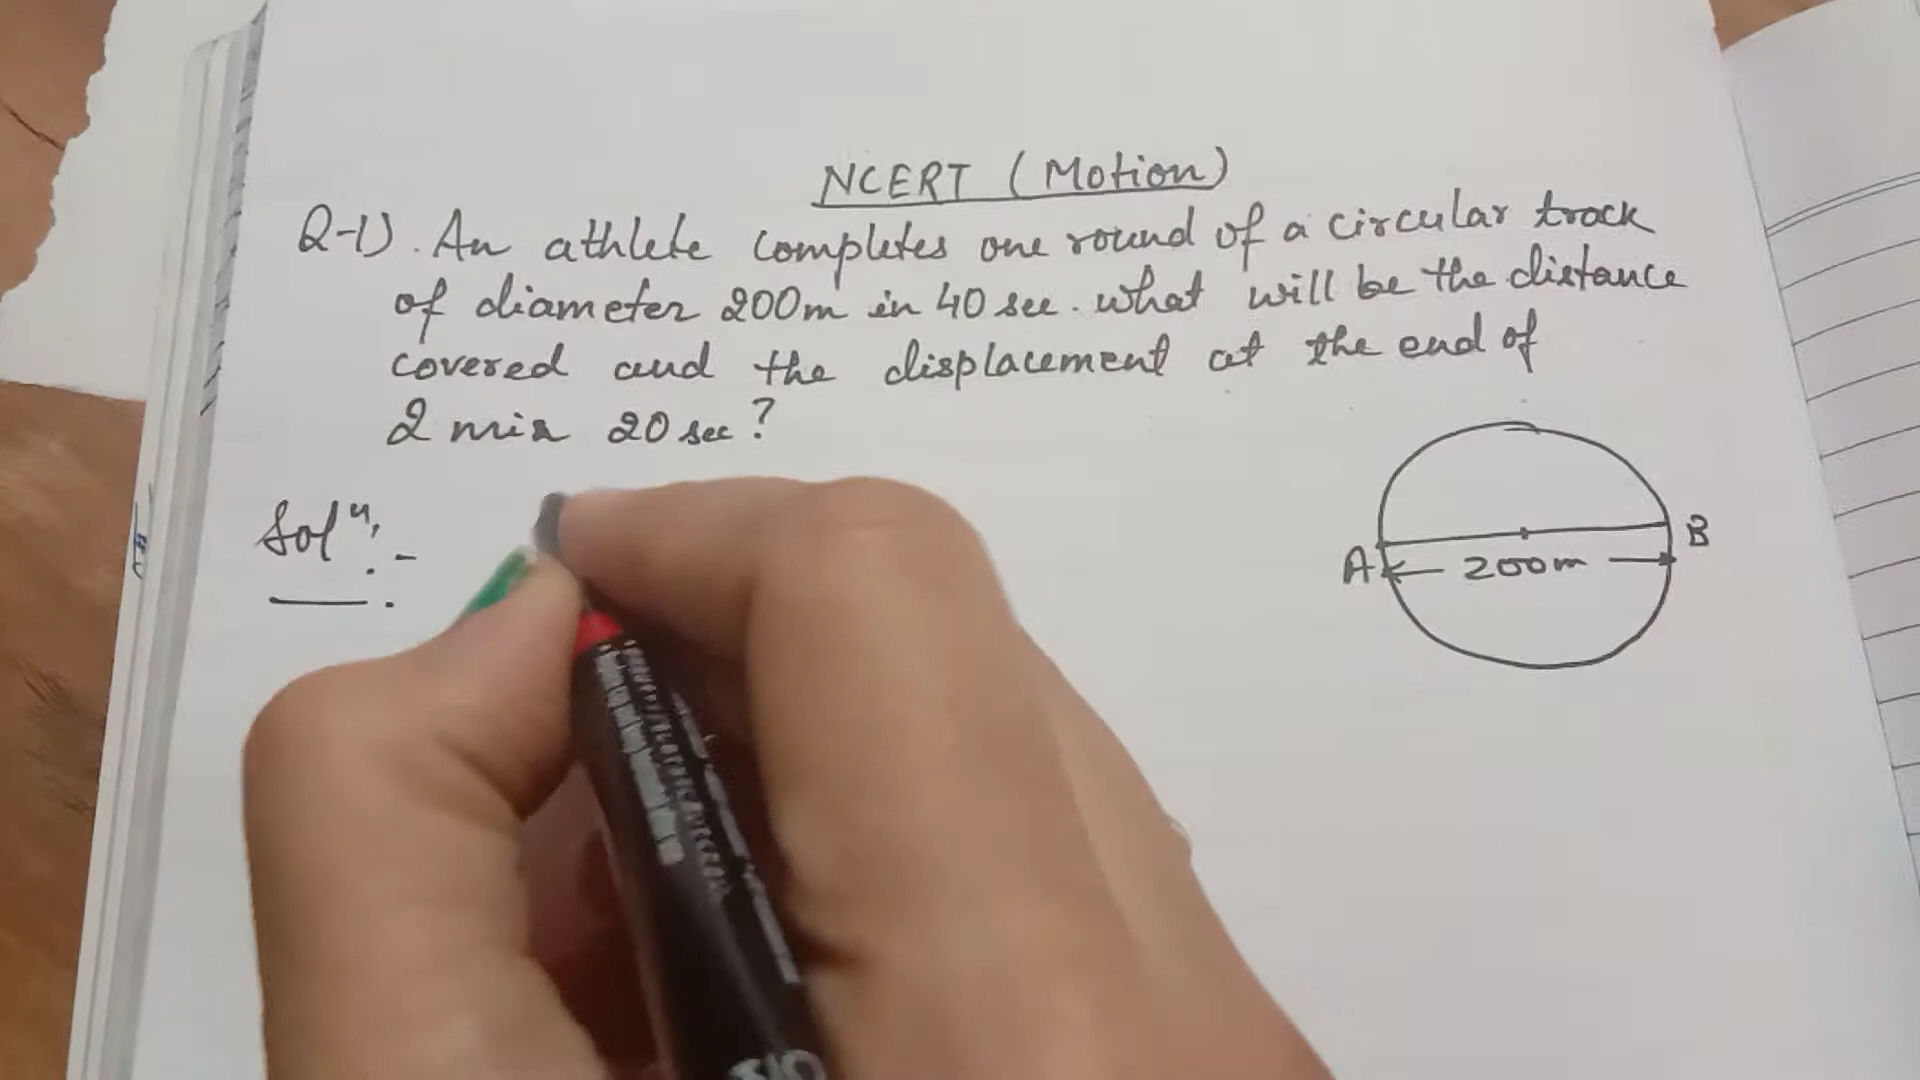 NCERT (Motion)
Q-1). An athlete completes one round of a circular track
of diameter 200m in 40 sec. what will be the distance
covered and the displacement at the end of
2 min 20 sec?
Solⁿ:-
A
200m
B